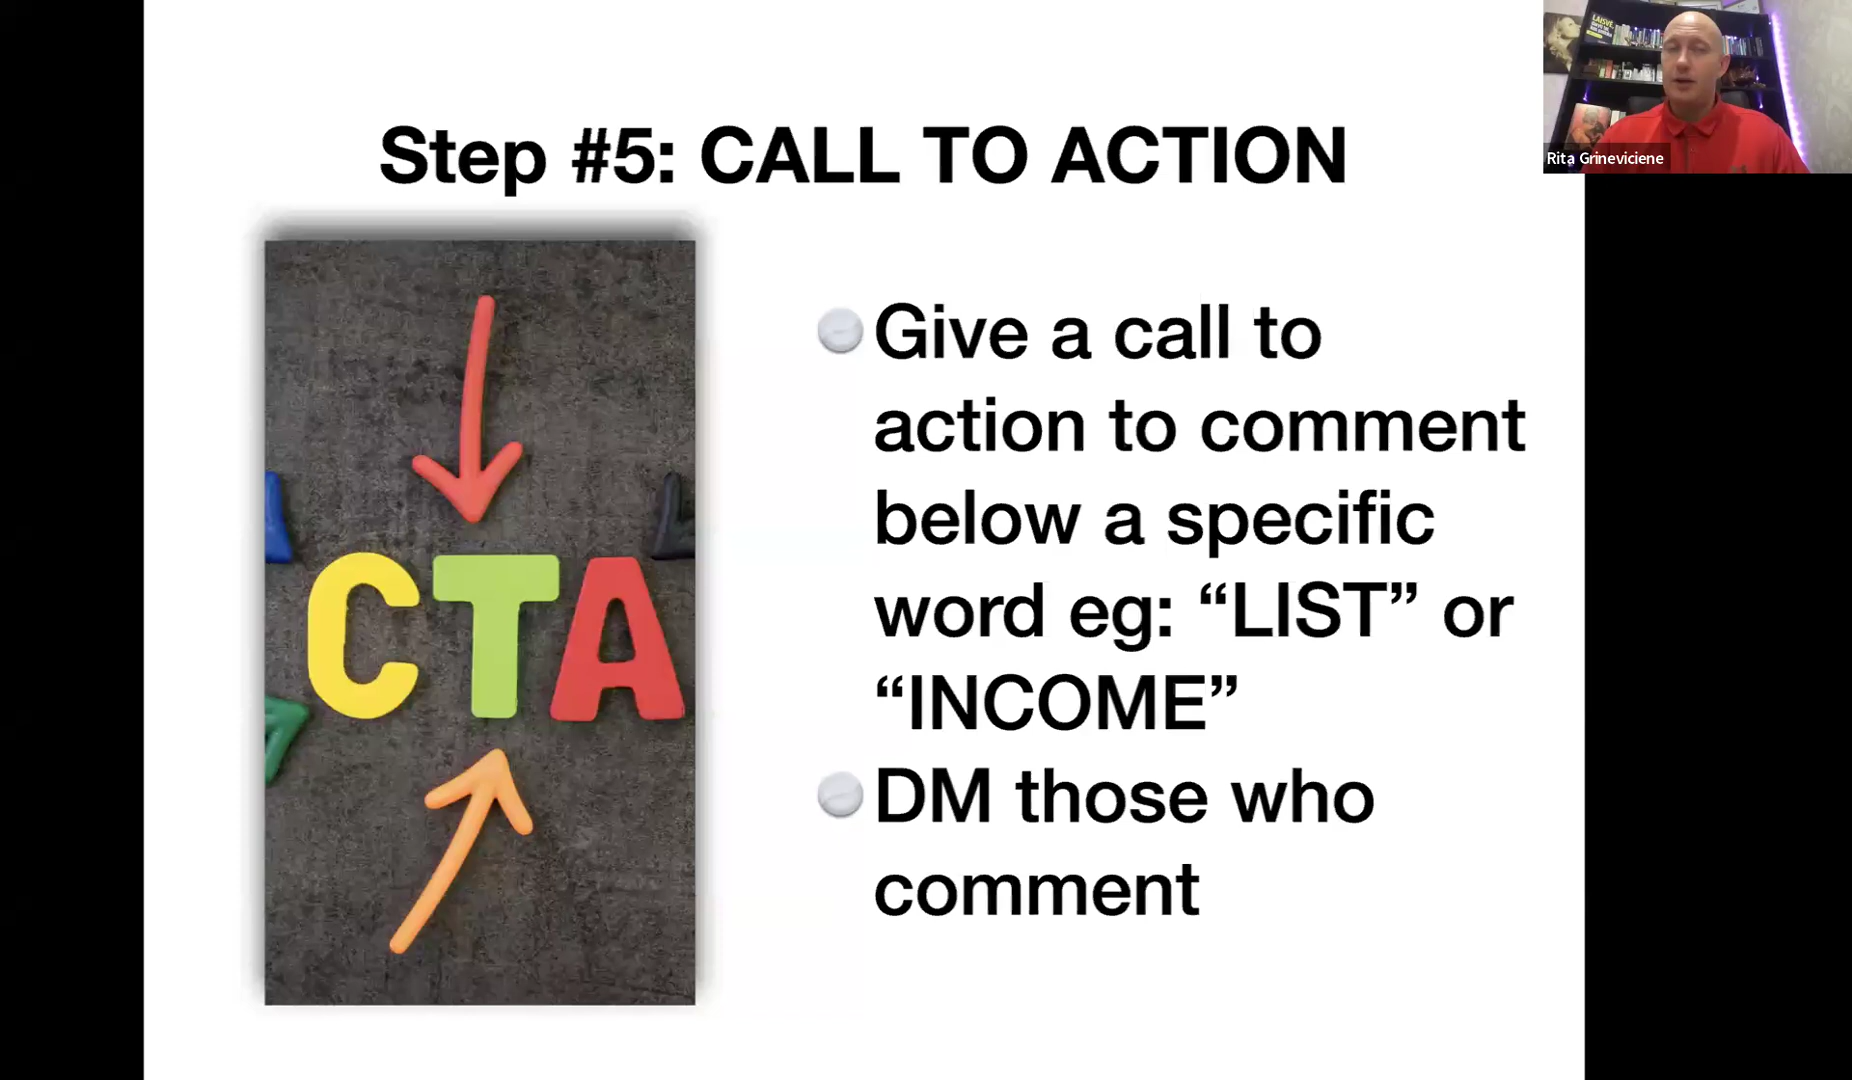 Step #5: CALL TO ACTION
CTA
Give a call to
action to comment
below a specific
word eg: “LIST” or
“INCOME”
DM those who
comment
LAISVĖ,
Rita Grineviciene